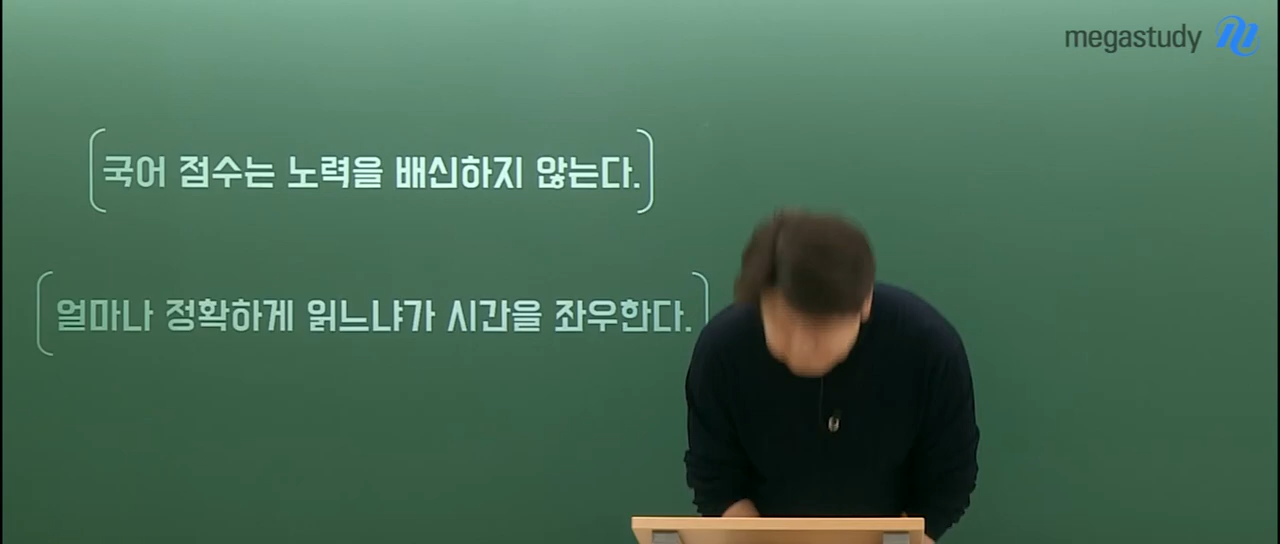 megastudy
국어 점수는 노력을 배신하지 않는다.
얼마나 정확하게 읽느냐가 시간을 좌우한다.